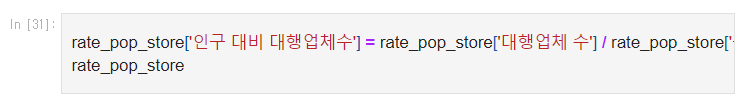 In [31]:
rate_pop_store['인구 대비 대행업체수'] = rate_pop_store['대행업체 수'] / rate_pop_store['
rate_pop_store